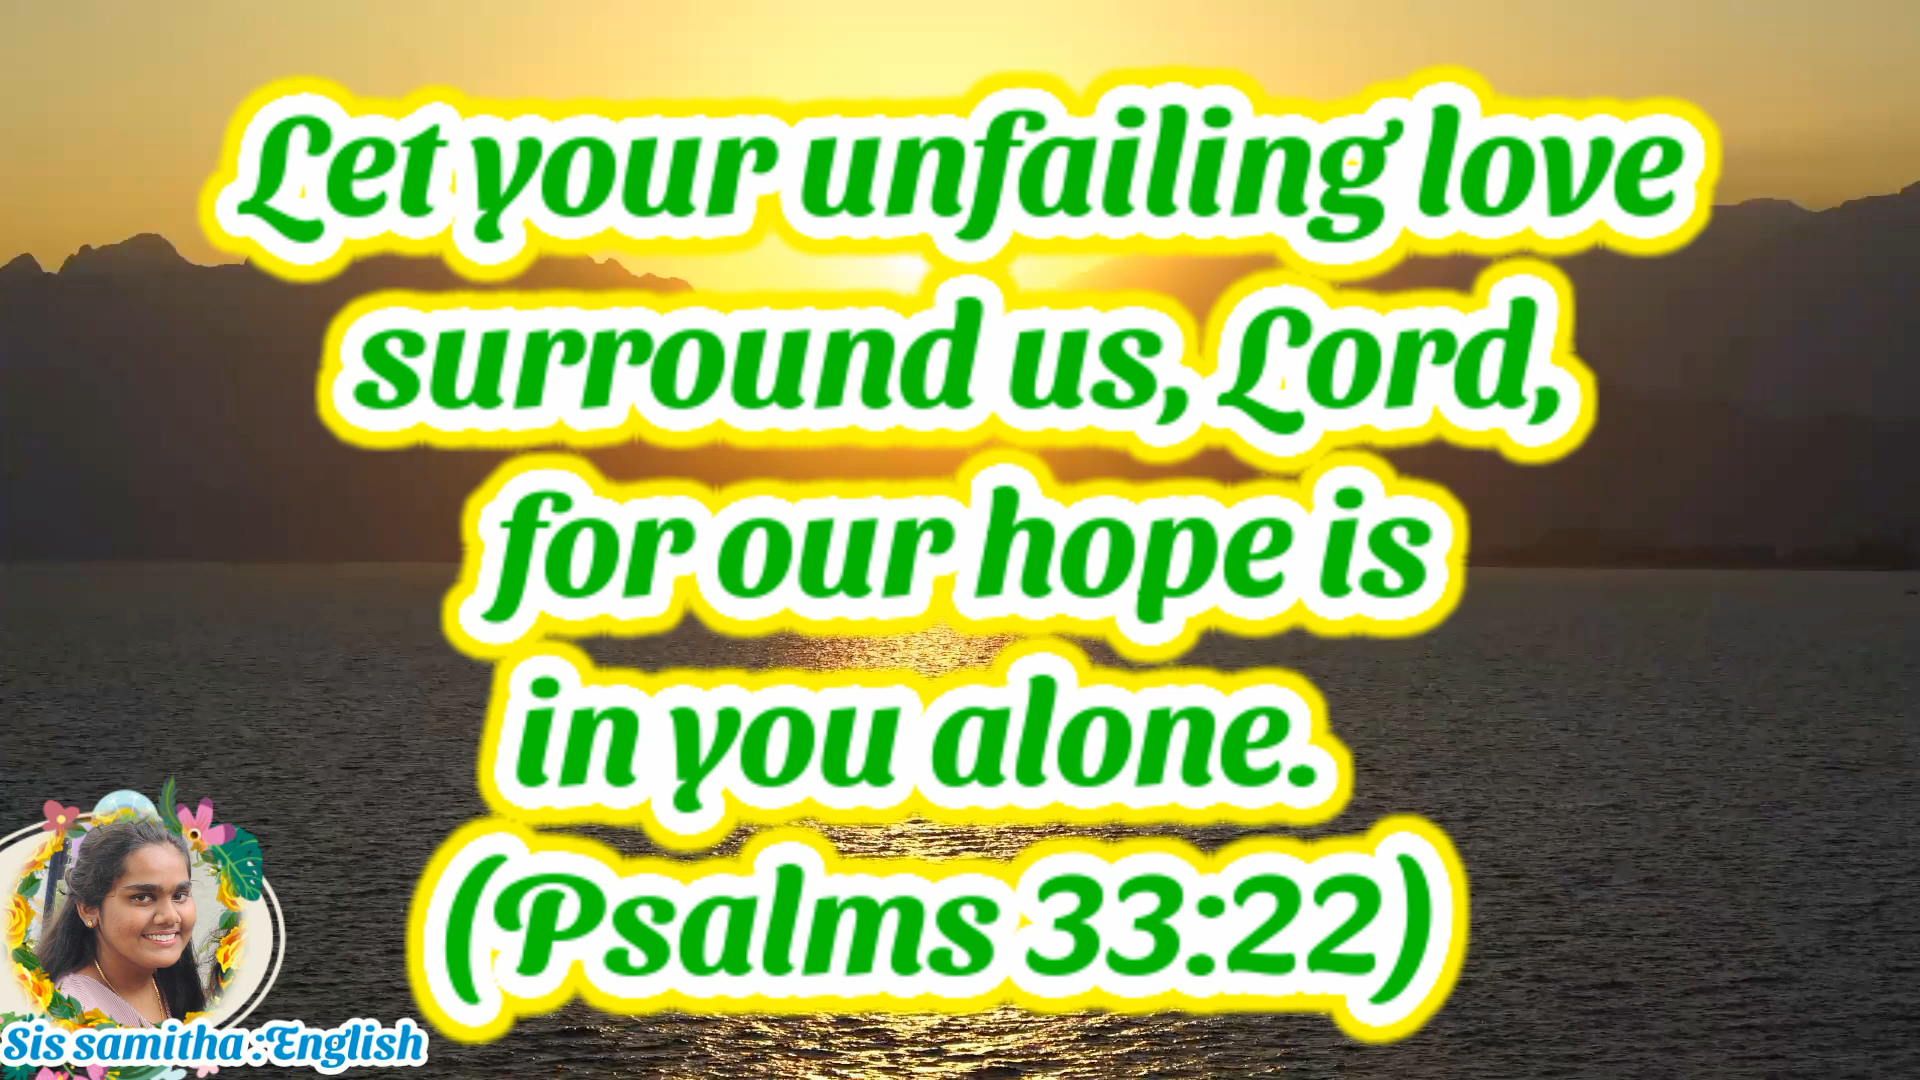 Let your unfailing love
surround us, Lord,
for our hope is
in you alone.
(Psalms 33:22)
Sis samitha :English